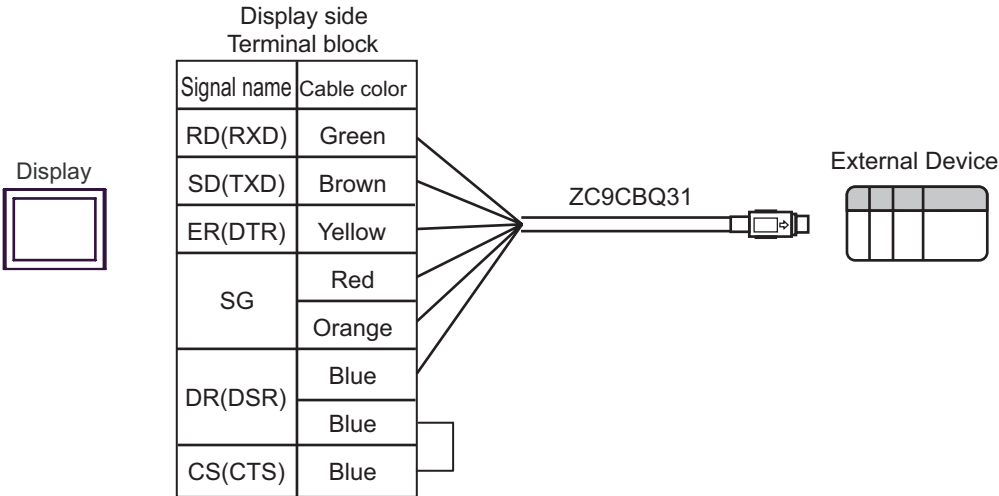 Display side
Terminal block
Signal name Cable color
RD(RXD) Green
SD(TXD) Brown
ER(DTR) Yellow
SG Red
Orange
DR(DSR) Blue
Blue
CS(CTS) Blue
Display
ZC9CBQ31
External Device